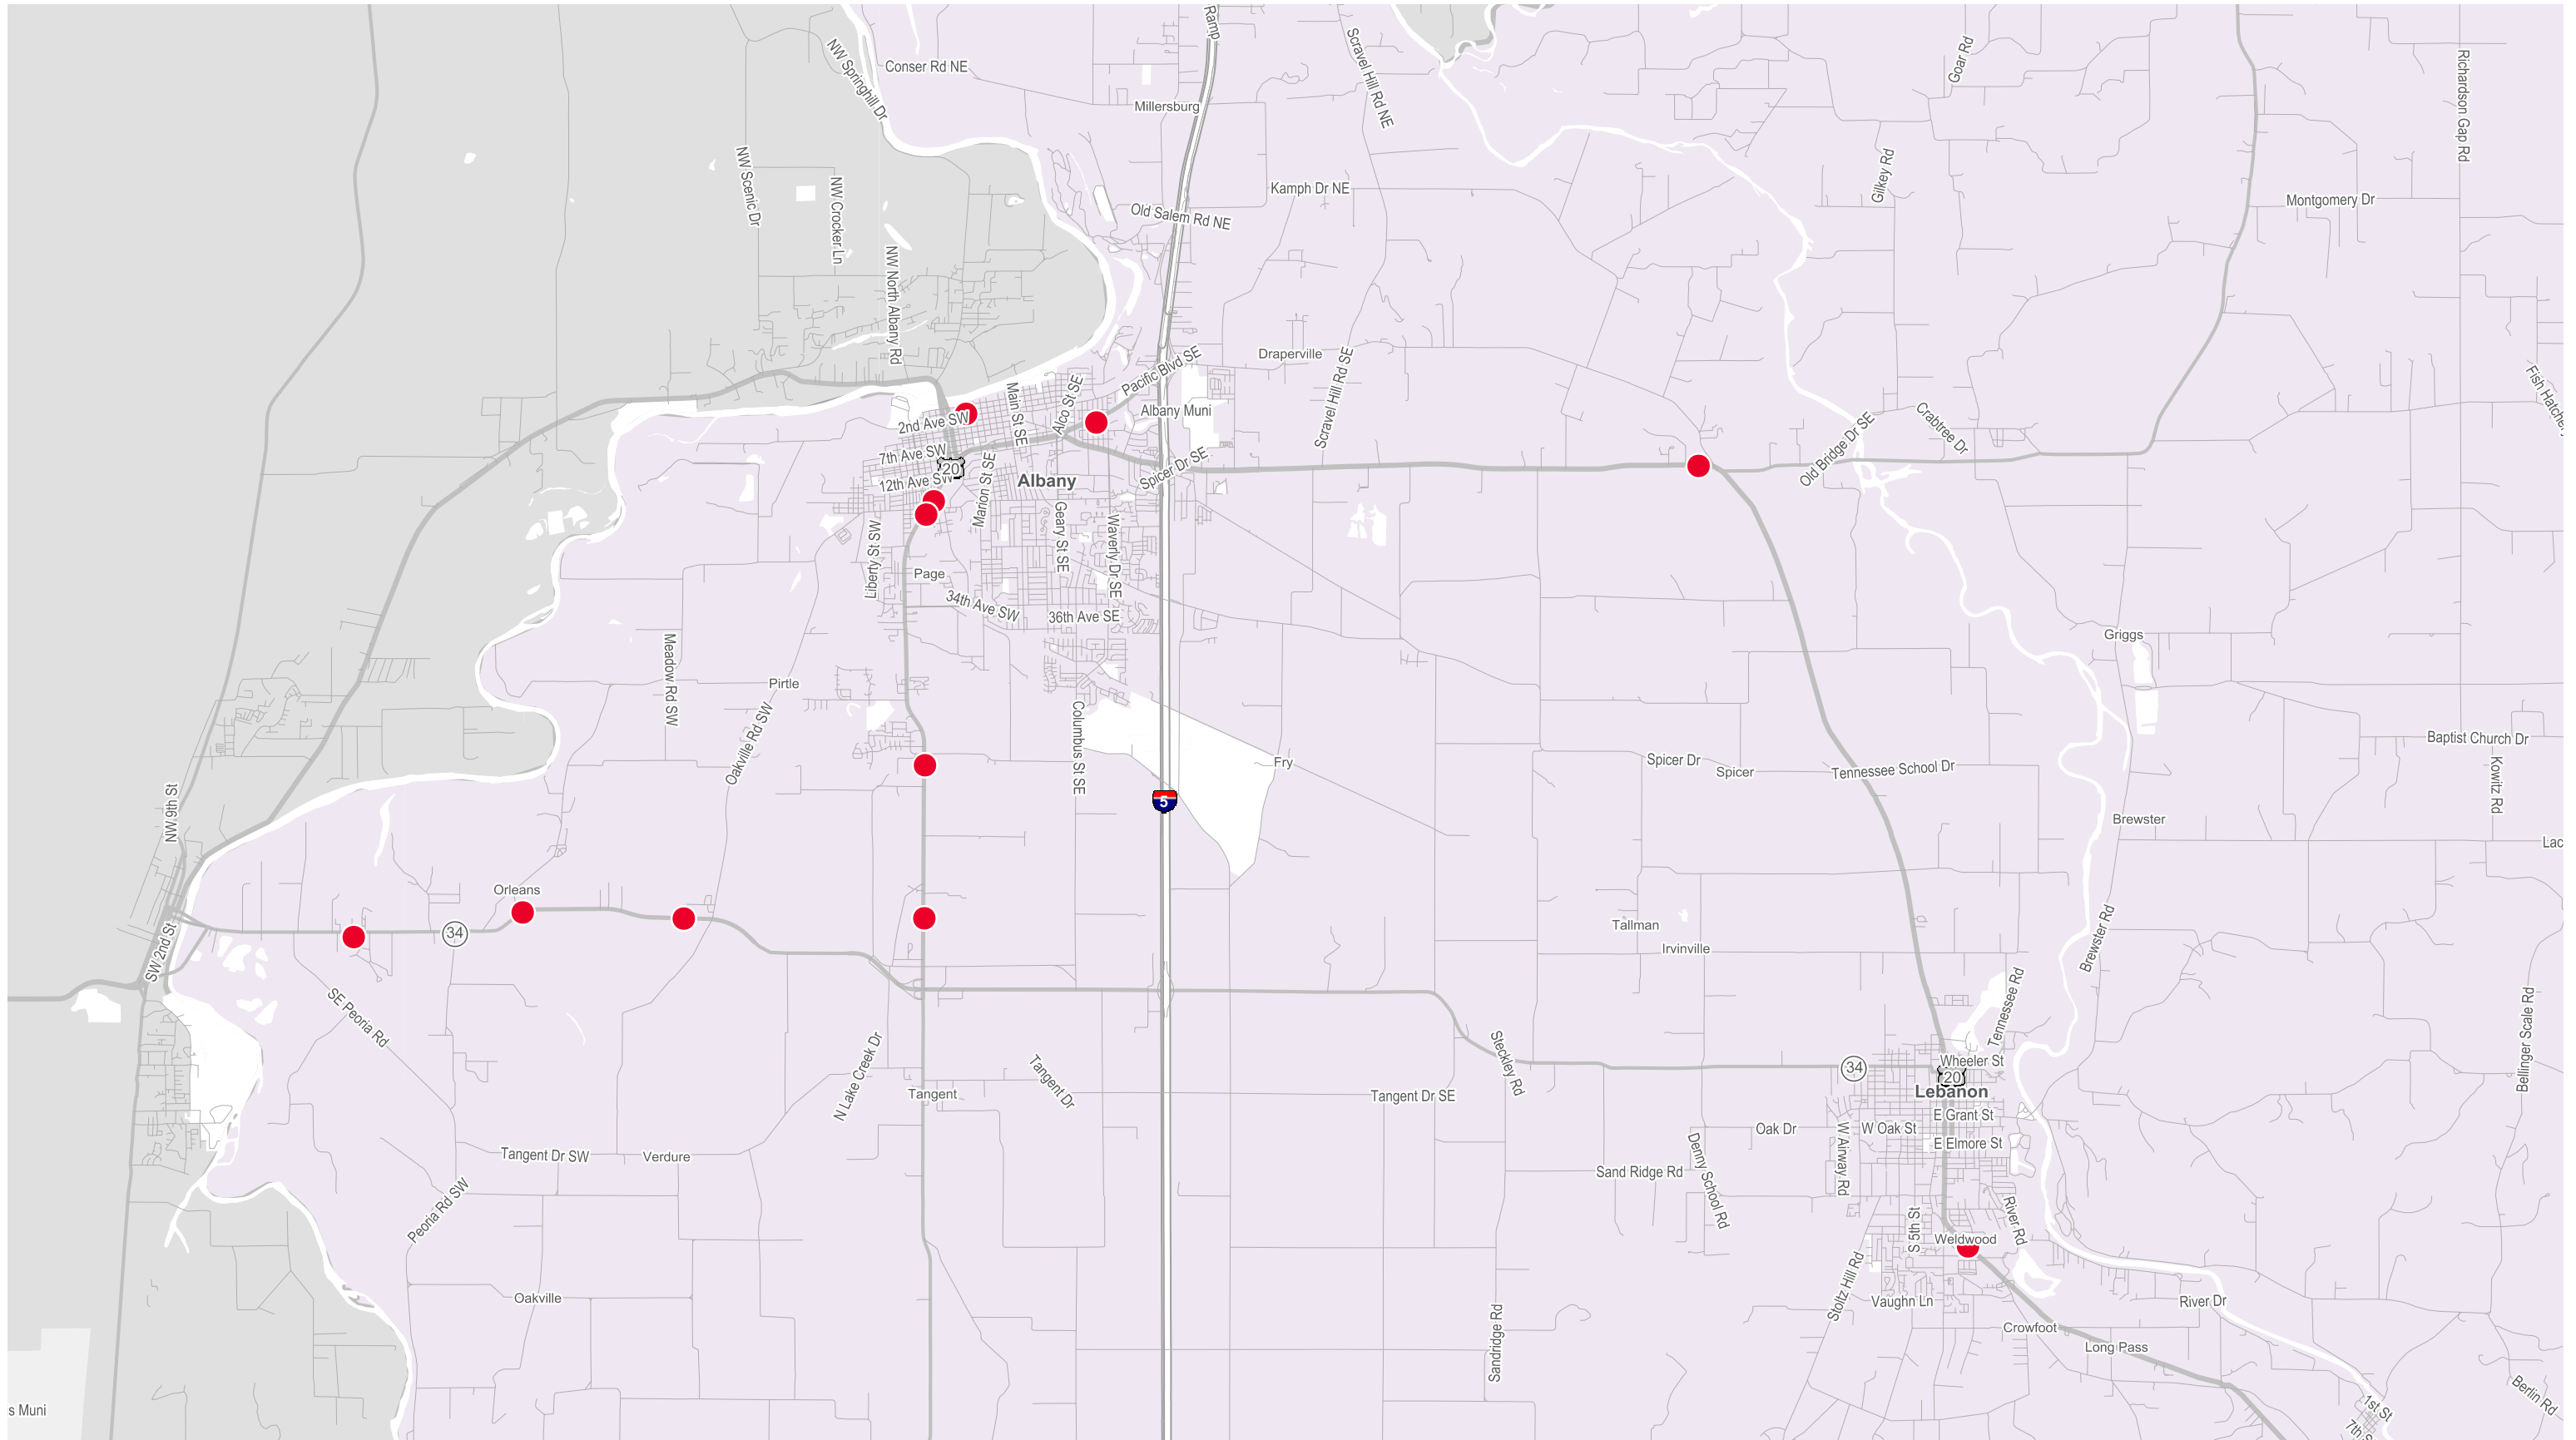 Ramp
NW Springhill Dr
Conser Rd NE
Scravel Hill Rd NE
Goar Rd
Richardson Gap Rd
Millersburg
NW Scenic Dr
NW Crocker Ln
Kamph Dr NE
Gilkey Rd
Montgomery Dr
Old Salem Rd NE
NW North Albany Rd
Draperville
Pacific Blvd SE
Scravel Hill Rd SE
Main St SE
Alco St SE
Albany Muni
2nd Ave SW
Old Bridge Dr SE
Crabtree Dr
7th Ave SW
20
12th Ave SW
Marion St SE
Albany
Spicer Dr SE
Liberty St SW
Geary St SE
Waverly Dr SE
Page
34th Ave SW
36th Ave SE
Meadow Rd SW
Griggs
Pirtle
Oakville Rd SW
Columbus St SE
Fry
Spicer Dr
Spicer
Tennessee School Dr
Baptist Church Dr
Kowitz Rd
NW 9th St
5
Brewster
Lac
Orleans
34
SW 2nd St
Tallman
Irvinville
Brewster Rd
SE Peoria Rd
Tennessee Rd
Bellinger Scale Rd
N Lake Creek Dr
Tangent Dr
Steckley Rd
34
Wheeler St
20
Lebanon
Tangent
Tangent Dr SE
E Grant St
Oak Dr
W Oak St
E Elmore St
W Airway Rd
Tangent Dr SW
Verdure
Denny School Rd
Sand Ridge Rd
Peoria Rd SW
S 5th St
River Rd
Weldwood
Stoltz Hill Rd
Oakville
Vaughn Ln
River Dr
Sandridge Rd
Crowfoot
Long Pass
s Muni
1st St
Berlin Rd